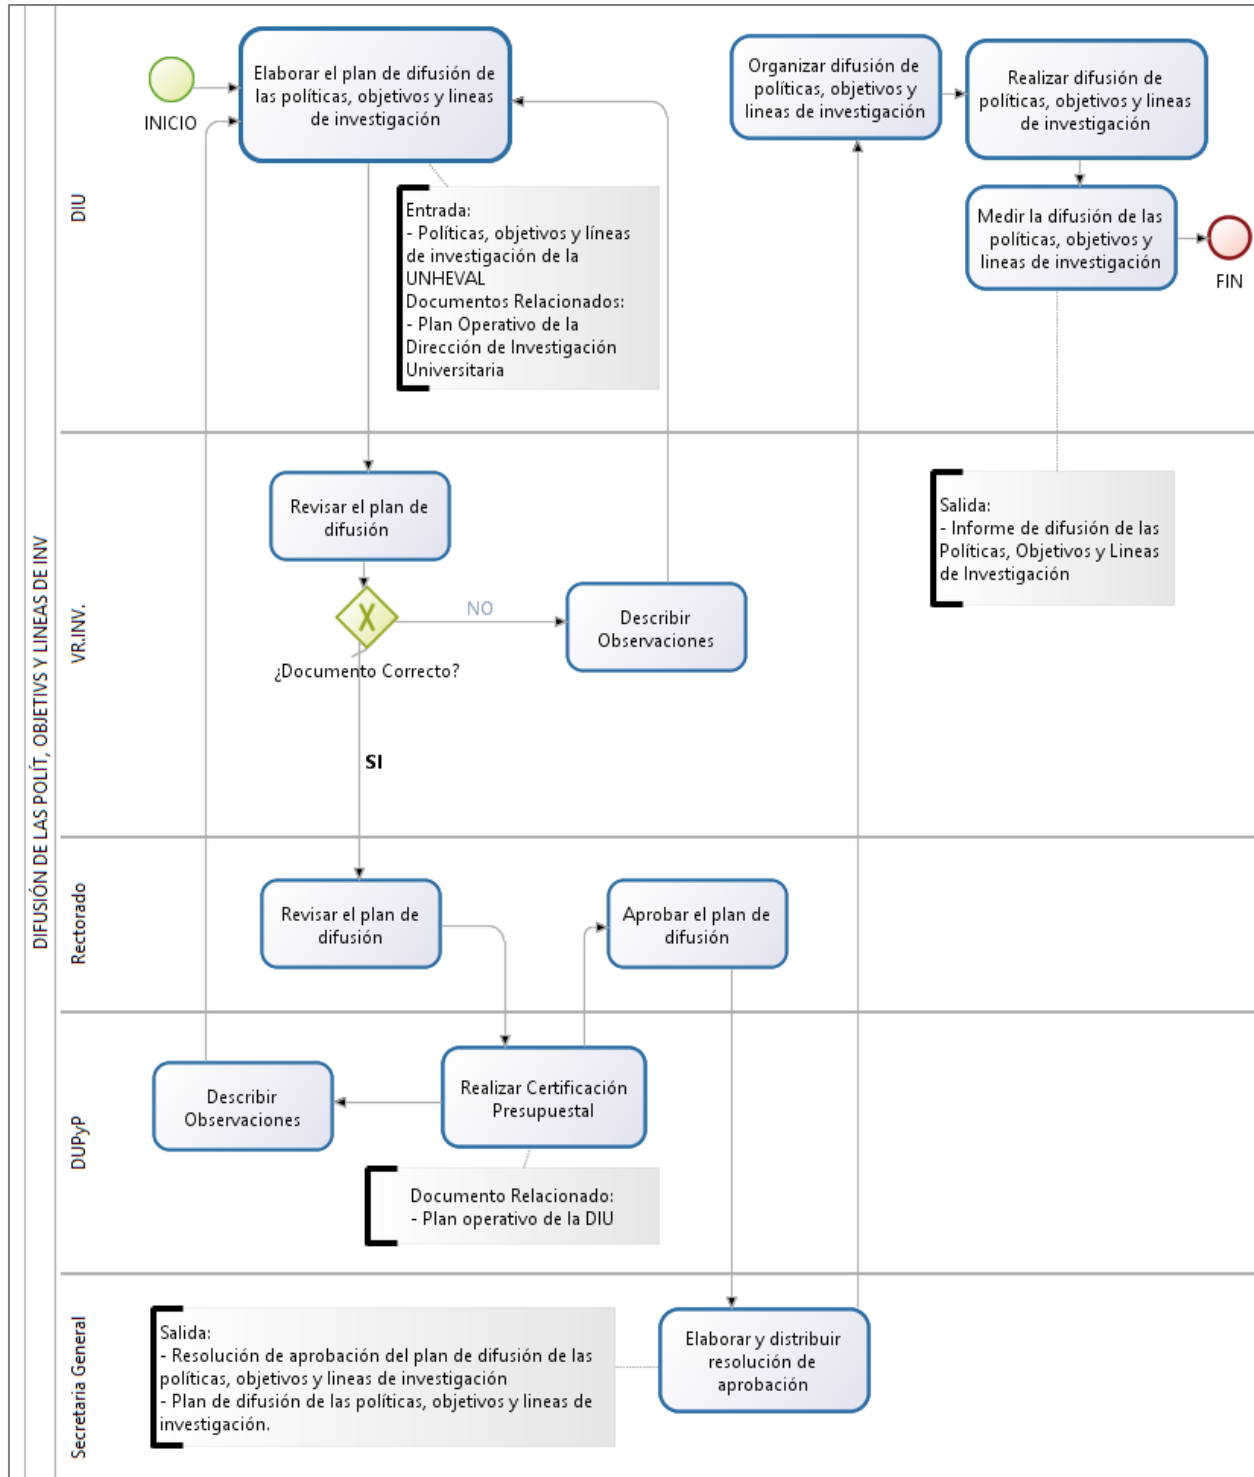 DIFUSIÓN DE LAS POLÍT, OBJETIVS Y LINEAS DE INV
DIU
INICIO
Elaborar el plan de difusión de
las políticas, objetivos y lineas
de investigación
Organizar difusión de
políticas, objetivos y
lineas de investigación
Realizar difusión de
políticas, objetivos y lineas
de investigación
Entrada:
- Políticas, objetivos y líneas
de investigación de la
UNHEVAL
Documentos Relacionados:
- Plan Operativo de la
Dirección de Investigación
Universitaria
Medir la difusión de las
políticas, objetivos y
lineas de investigación
FIN
VR.INV.
Revisar el plan de
difusión
NO
¿Documento Correcto?
Describir
Observaciones
SI
Salida:
- Informe de difusión de las
Políticas, Objetivos y Lineas
de Investigación
Rectorado
Revisar el plan de
difusión
Aprobar el plan de
difusión
DUPyP
Describir
Observaciones
Realizar Certificación
Presupuestal
Documento Relacionado:
- Plan operativo de la DIU
Secretaria General
Salida:
- Resolución de aprobación del plan de difusión de las
políticas, objetivos y lineas de investigación
- Plan de difusión de las políticas, objetivos y lineas de
investigación.
Elaborar y distribuir
resolución de
aprobación